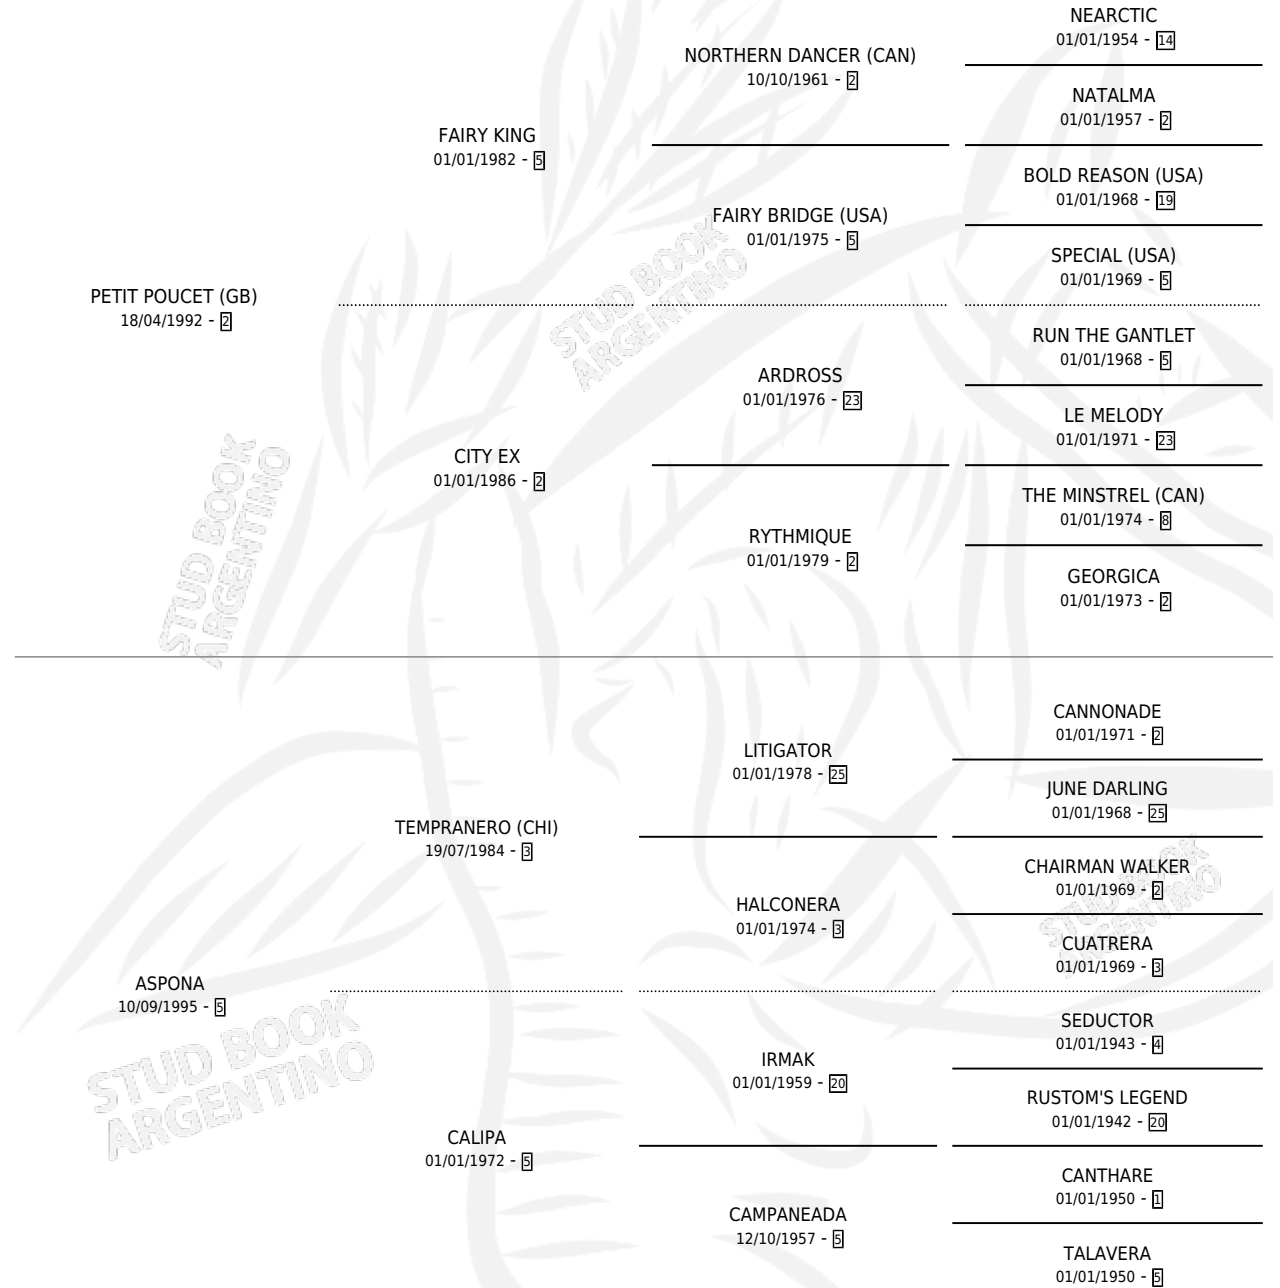 PETIT POUCET (GB)
18/04/1992 - 2
FAIRY KING
01/01/1982 - 5
CITY EX
01/01/1986 - 2
NORTHERN DANCER (CAN)
10/10/1961 - 2
FAIRY BRIDGE (USA)
01/01/1975 - 5
ARDROSS
01/01/1976 - 23
RYTHMIQUE
01/01/1979 - 2
NEARCTIC
01/01/1954 - 14
NATALMA
01/01/1957 - 2
BOLD REASON (USA)
01/01/1968 - 19
SPECIAL (USA)
01/01/1969 - 5
RUN THE GANTLET
01/01/1968 - 5
LE MELODY
01/01/1971 - 23
THE MINSTREL (CAN)
01/01/1974 - 8
GEORGICA
01/01/1973 - 2
ASPONA
10/09/1995 - 5
TEMPRANERO (CHI)
19/07/1984 - 3
CALIPA
01/01/1972 - 5
LITIGATOR
01/01/1978 - 25
HALCONERA
01/01/1974 - 3
IRMAK
01/01/1959 - 20
CAMPANEADA
12/10/1957 - 5
CANNONADE
01/01/1971 - 2
JUNE DARLING
01/01/1968 - 25
CHAIRMAN WALKER
01/01/1969 - 2
CUATRERA
01/01/1969 - 3
SEDUCTOR
01/01/1943 - 4
RUSTOM'S LEGEND
01/01/1942 - 20
CANTHARE
01/01/1950 - 1
TALAVERA
01/01/1950 - 5
STUD BOOK
ARGENTINO
STUD BOOK
ARGENTINO
STUD BOOK
ARGENTINO
STUD BOOK
ARGENTINO